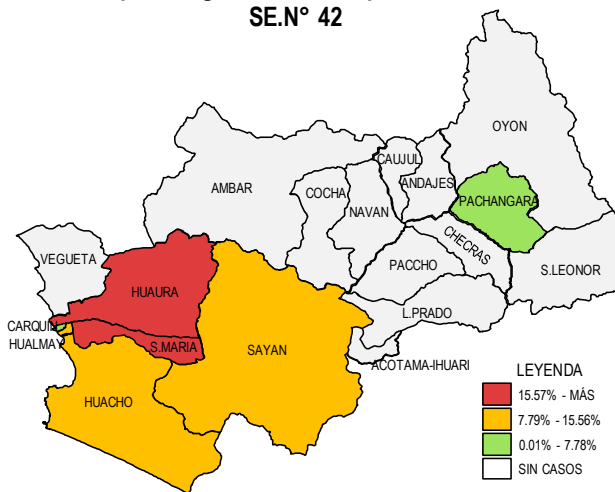 SE.N° 42
OYON
CAUJUL
ANDAJES
AMBAR
COCHA
PACHANGARA
NAVAN
CHECRAS
VEGUETA
PACCHO
S.LEONOR
HUAURA
L.PRADO
CARQUIN
HUALMAY
S.MARIA
SAYAN
ACOTAMA-IHUARI
HUACHO
LEYENDA
15.57% - MÁS
7.79% - 15.56%
0.01% - 7.78%
SIN CASOS